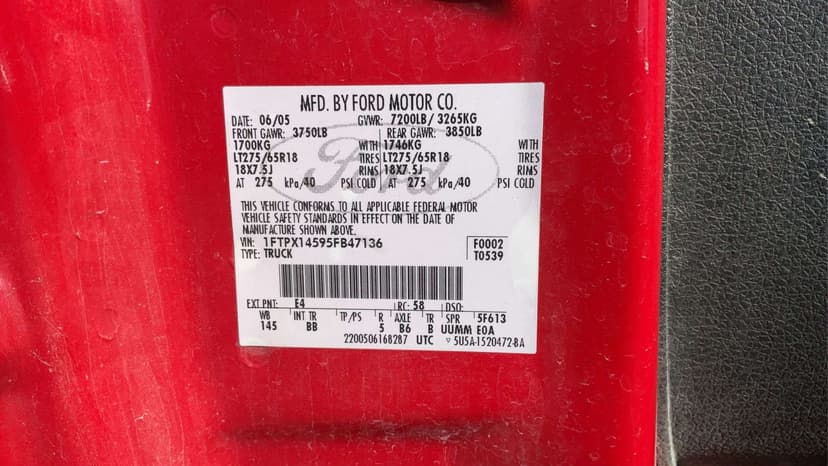 MFD. BY FORD MOTOR CO.
DATE: 06/05 GVWR: 7200LB/ 3265KG
FRONT GAWR: 3750LB REAR GAWR: 3850LB
1700KG WITH 1746KG WITH
LT275/65R18 TIRES LT275/65R18 TIRES
18X7.5J RIMS 18X7.5J RIMS
AT 275 kPa/40 PSI COLD AT 275 kPa/40 PSI COLD
Ford
THIS VEHICLE CONFORMS TO ALL APPLICABLE FEDERAL MOTOR
VEHICLE SAFETY STANDARDS IN EFFECT ON THE DATE OF
MANUFACTURE SHOWN ABOVE.
VIN: 1FTPX14595FB47136 F0002
TYPE: TRUCK T0539
EXT PNT: E4 RC: 58 DSO:
WB INT TR TP/PS R AXLE TR SPR 5F613
145 BB 5 B6 B UUMM E0A
2200506168287 UTC ▽ 5U5A-1520472-BA